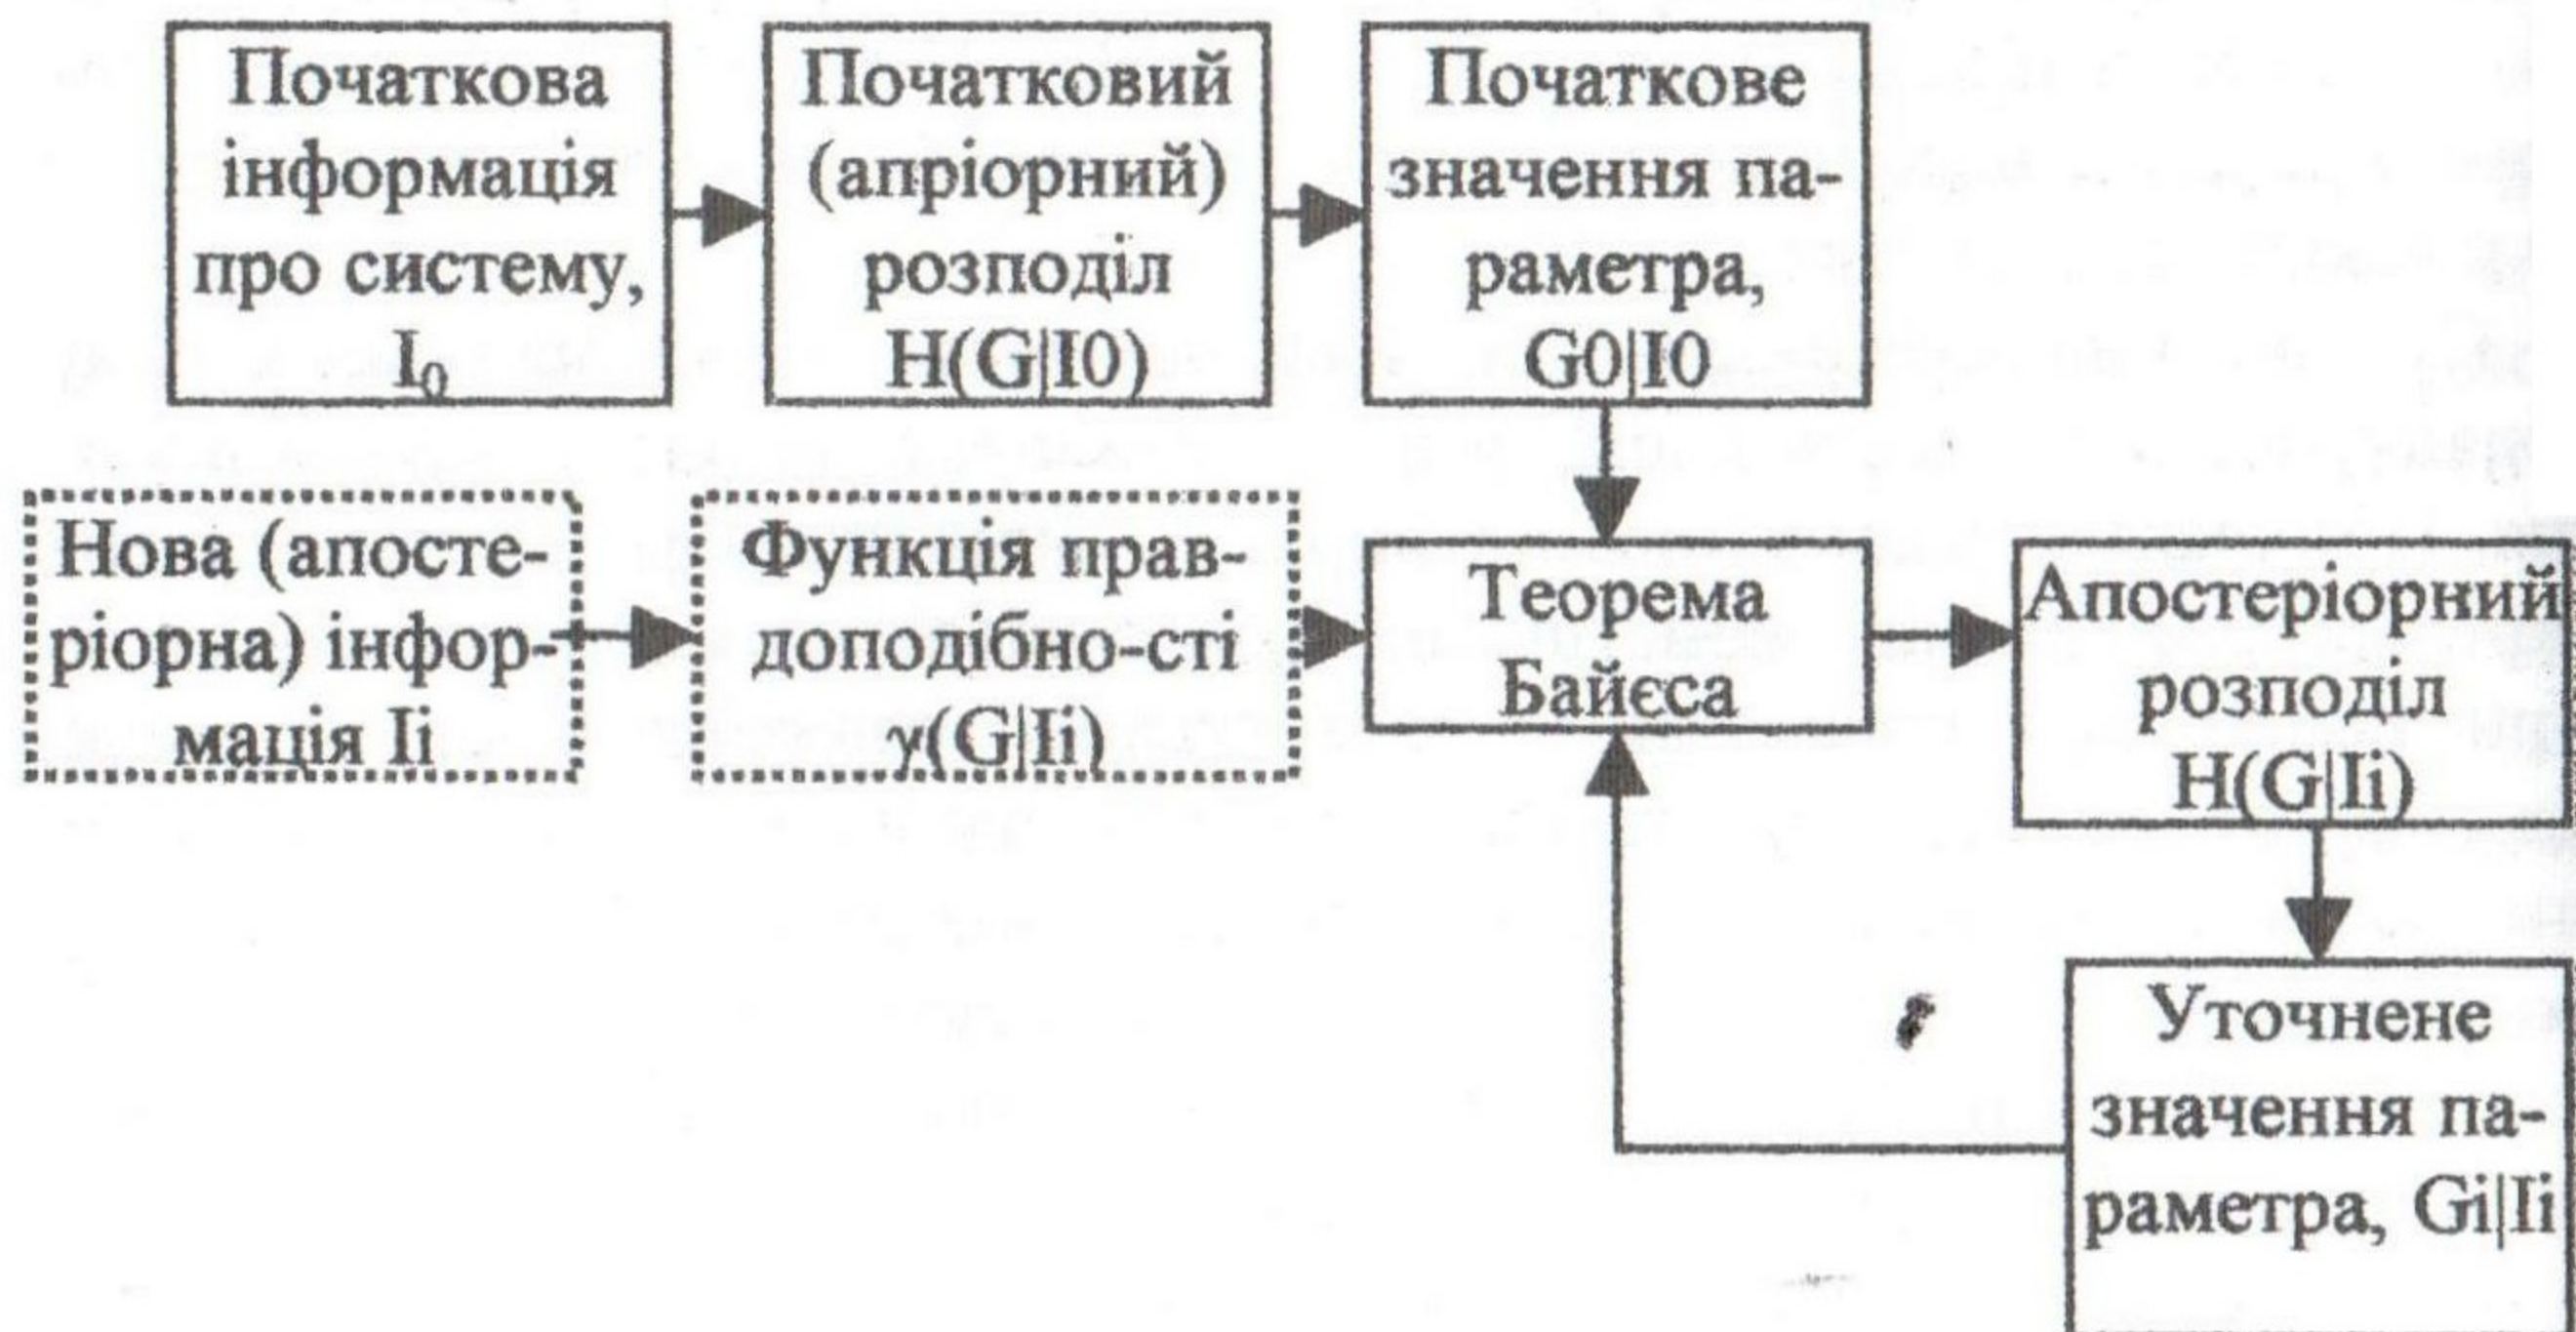 Початкова
інформація
про систему,
I₀
Початковий
(апріорний)
розподіл
H(G|I0)
Початкове
значення па-
раметра,
G0|I0
Нова (апосте-
ріорна) інфор-
мація Ii
Функція прав-
доподібно-сті
γ(G|Ii)
Теорема
Байєса
Апостеріорний
розподіл
H(G|Ii)
Уточнене
значення па-
раметра, Gi|Ii